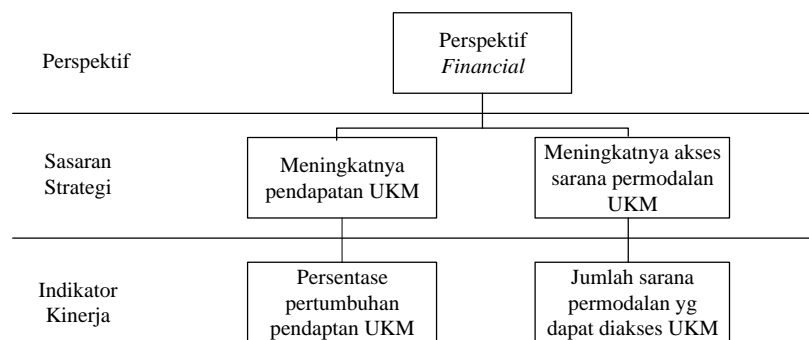 Perspektif
Perspektif
Financial
Sasaran
Strategi
Meningkatnya
pendapatan UKM
Meningkatnya akses
sarana permodalan
UKM
Indikator
Kinerja
Persentase
pertumbuhan
pendaptan UKM
Jumlah sarana
permodalan yg
dapat diakses UKM